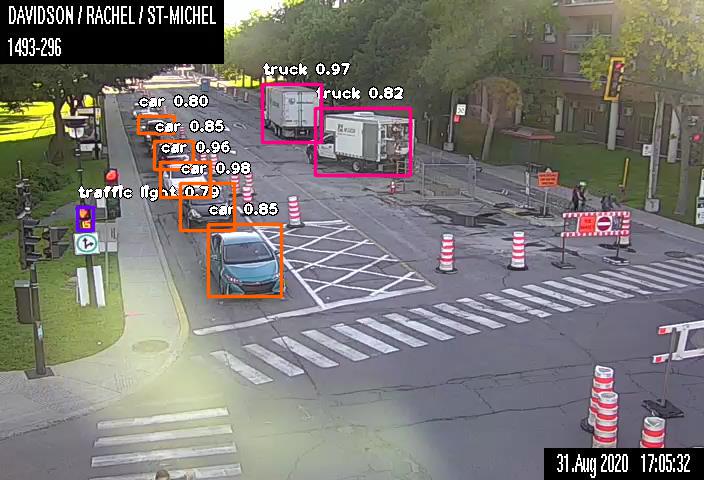 DAVIDSON / RACHEL / ST-MICHEL
1493-296
truck 0.97
truck 0.82
car 0.80
car 0.85
car 0.96
car 0.98
traffic light 0.79
car 0.85
31.Aug 2020 17:05:32